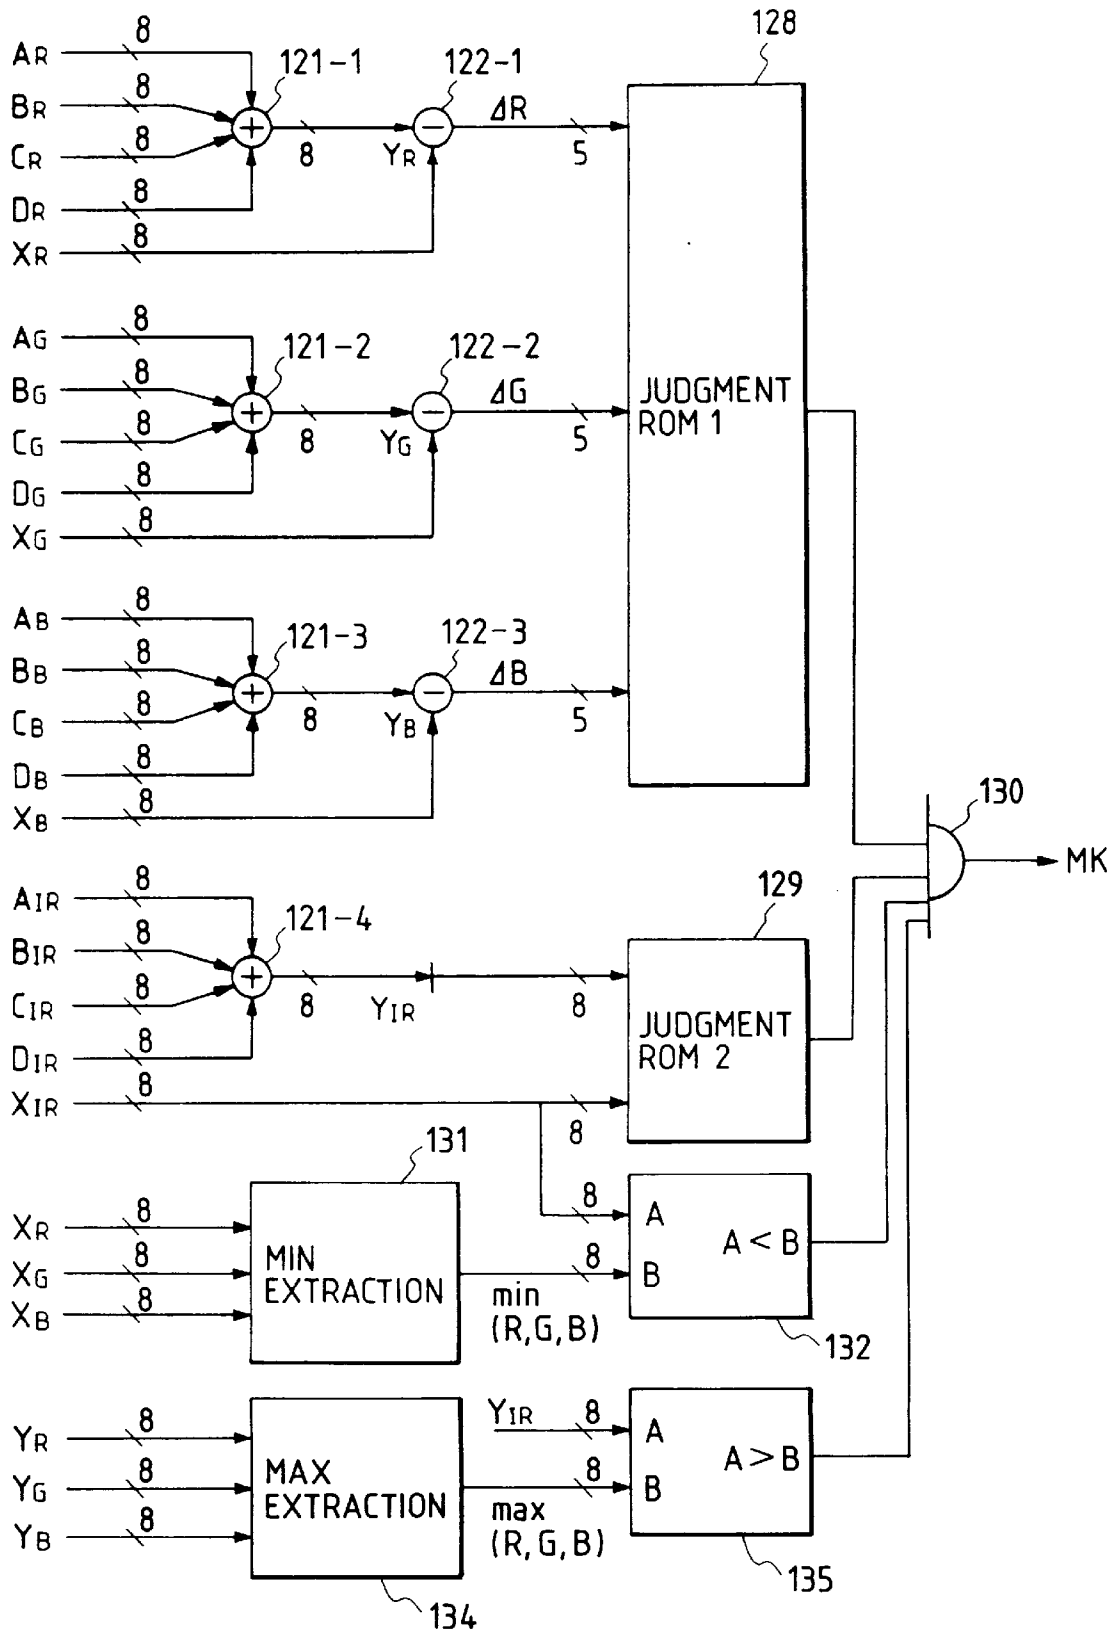 AR 8
BR 8
CR 8
DR 8
XR 8
121-1
+
8
YR
122-1
−
ΔR
5
128
AG 8
BG 8
CG 8
DG 8
XG 8
121-2
+
8
YG
122-2
−
ΔG
5
JUDGMENT
ROM 1
AB 8
BB 8
CB 8
DB 8
XB 8
121-3
+
8
YB
122-3
−
ΔB
5
130
MK
AIR 8
BIR 8
CIR 8
DIR 8
XIR 8
121-4
+
8
YIR
8
8
129
JUDGMENT
ROM 2
131
XR 8
XG 8
XB 8
MIN
EXTRACTION
min
(R,G,B)
8
8
A
B
A < B
132
YR 8
YG 8
YB 8
MAX
EXTRACTION
134
YIR 8
8
max
(R,G,B)
A
B
A > B
135